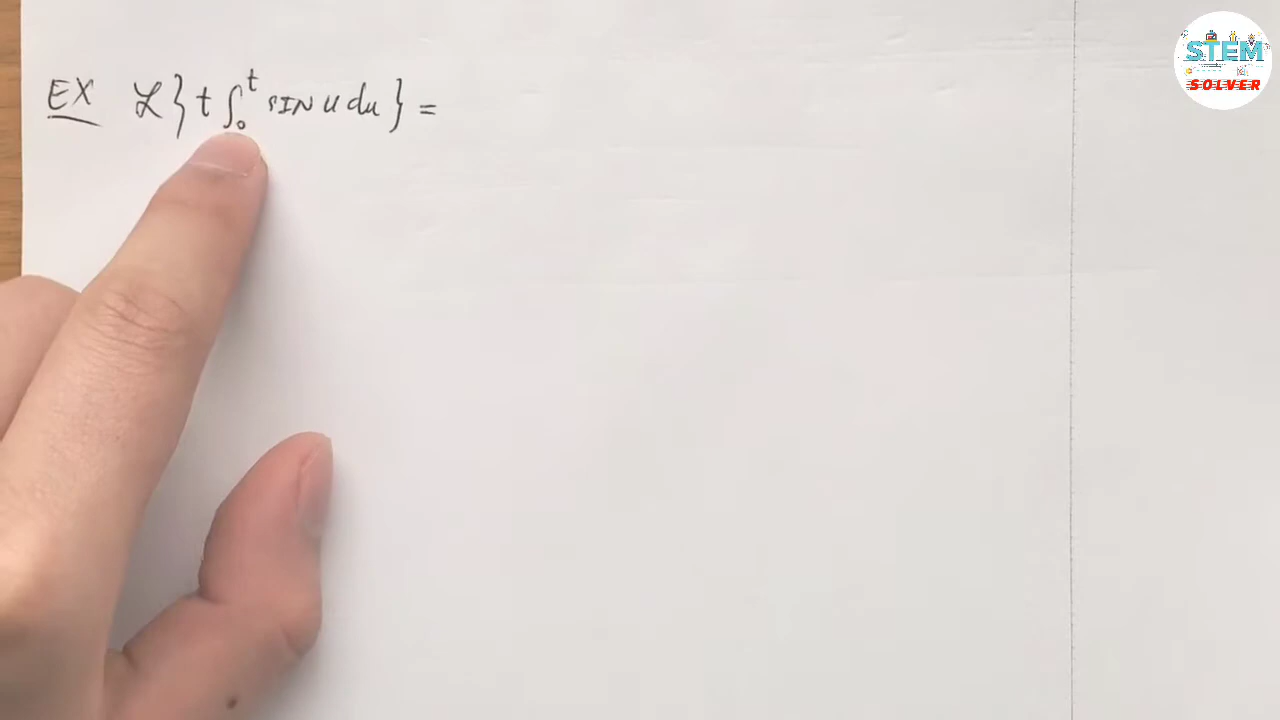 EX ℒ{ t ∫₀ᵗ SIN u du } =
STEM
SOLVER